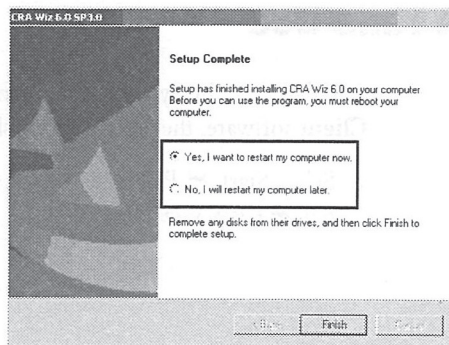 CRA Wiz 6.0 SP3.0
Setup Complete
Setup has finished installing CRA Wiz 6.0 on your computer
Before you can use the program, you must reboot your
computer.
Yes, I want to restart my computer now.
No, I will restart my computer later.
Remove any disks from their drives, and then click Finish to
complete setup.
Finish